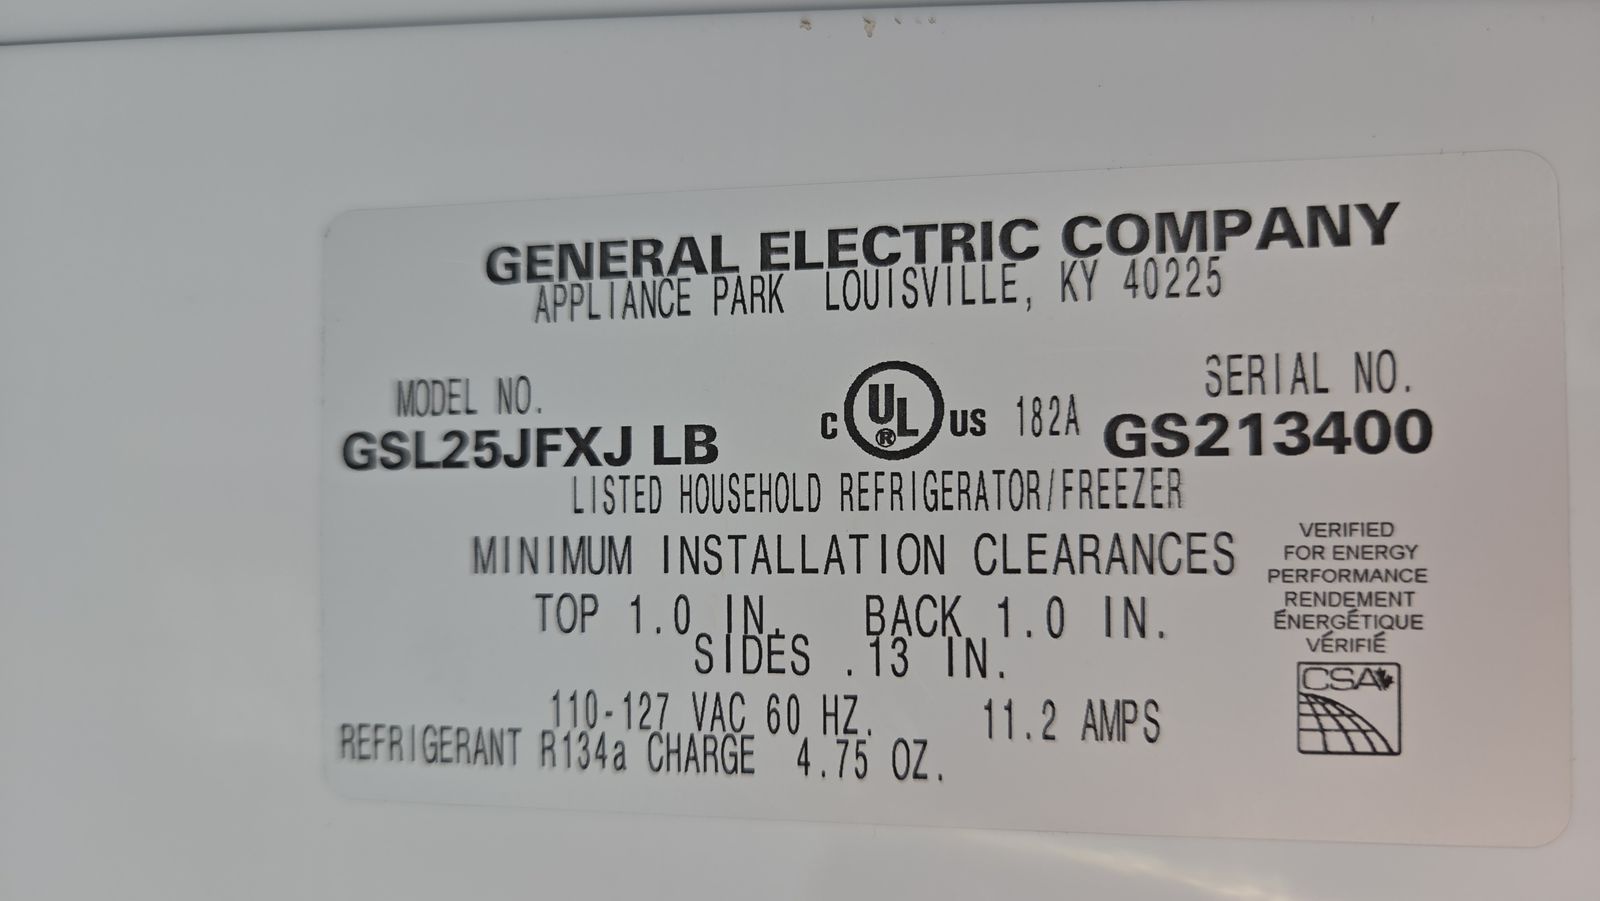 GENERAL ELECTRIC COMPANY
APPLIANCE PARK LOUISVILLE, KY 40225
MODEL NO.
GSL25JFXJ LB
C UL ® US 182A
SERIAL NO.
GS213400
LISTED HOUSEHOLD REFRIGERATOR/FREEZER
MINIMUM INSTALLATION CLEARANCES
TOP 1.0 IN. BACK 1.0 IN.
SIDES .13 IN.
110-127 VAC 60 HZ. 11.2 AMPS
REFRIGERANT R134a CHARGE 4.75 OZ.
VERIFIED
FOR ENERGY
PERFORMANCE
RENDEMENT
ÉNERGÉTIQUE
VÉRIFIÉ
CSA